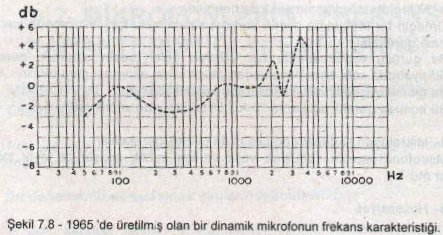 db
+6
+4
+2
0
-2
-4
-6
-8
2 3 4 5 6 7 8 9 1 2 3 4 5 6 7 8 9 1 2 3 4 5 6 7 8 9 1 Hz
100 1000 10000
Şekil 7.8 - 1965 'de üretilm.ş olan bir dinamik mikrofonun frekans karakteristiği.